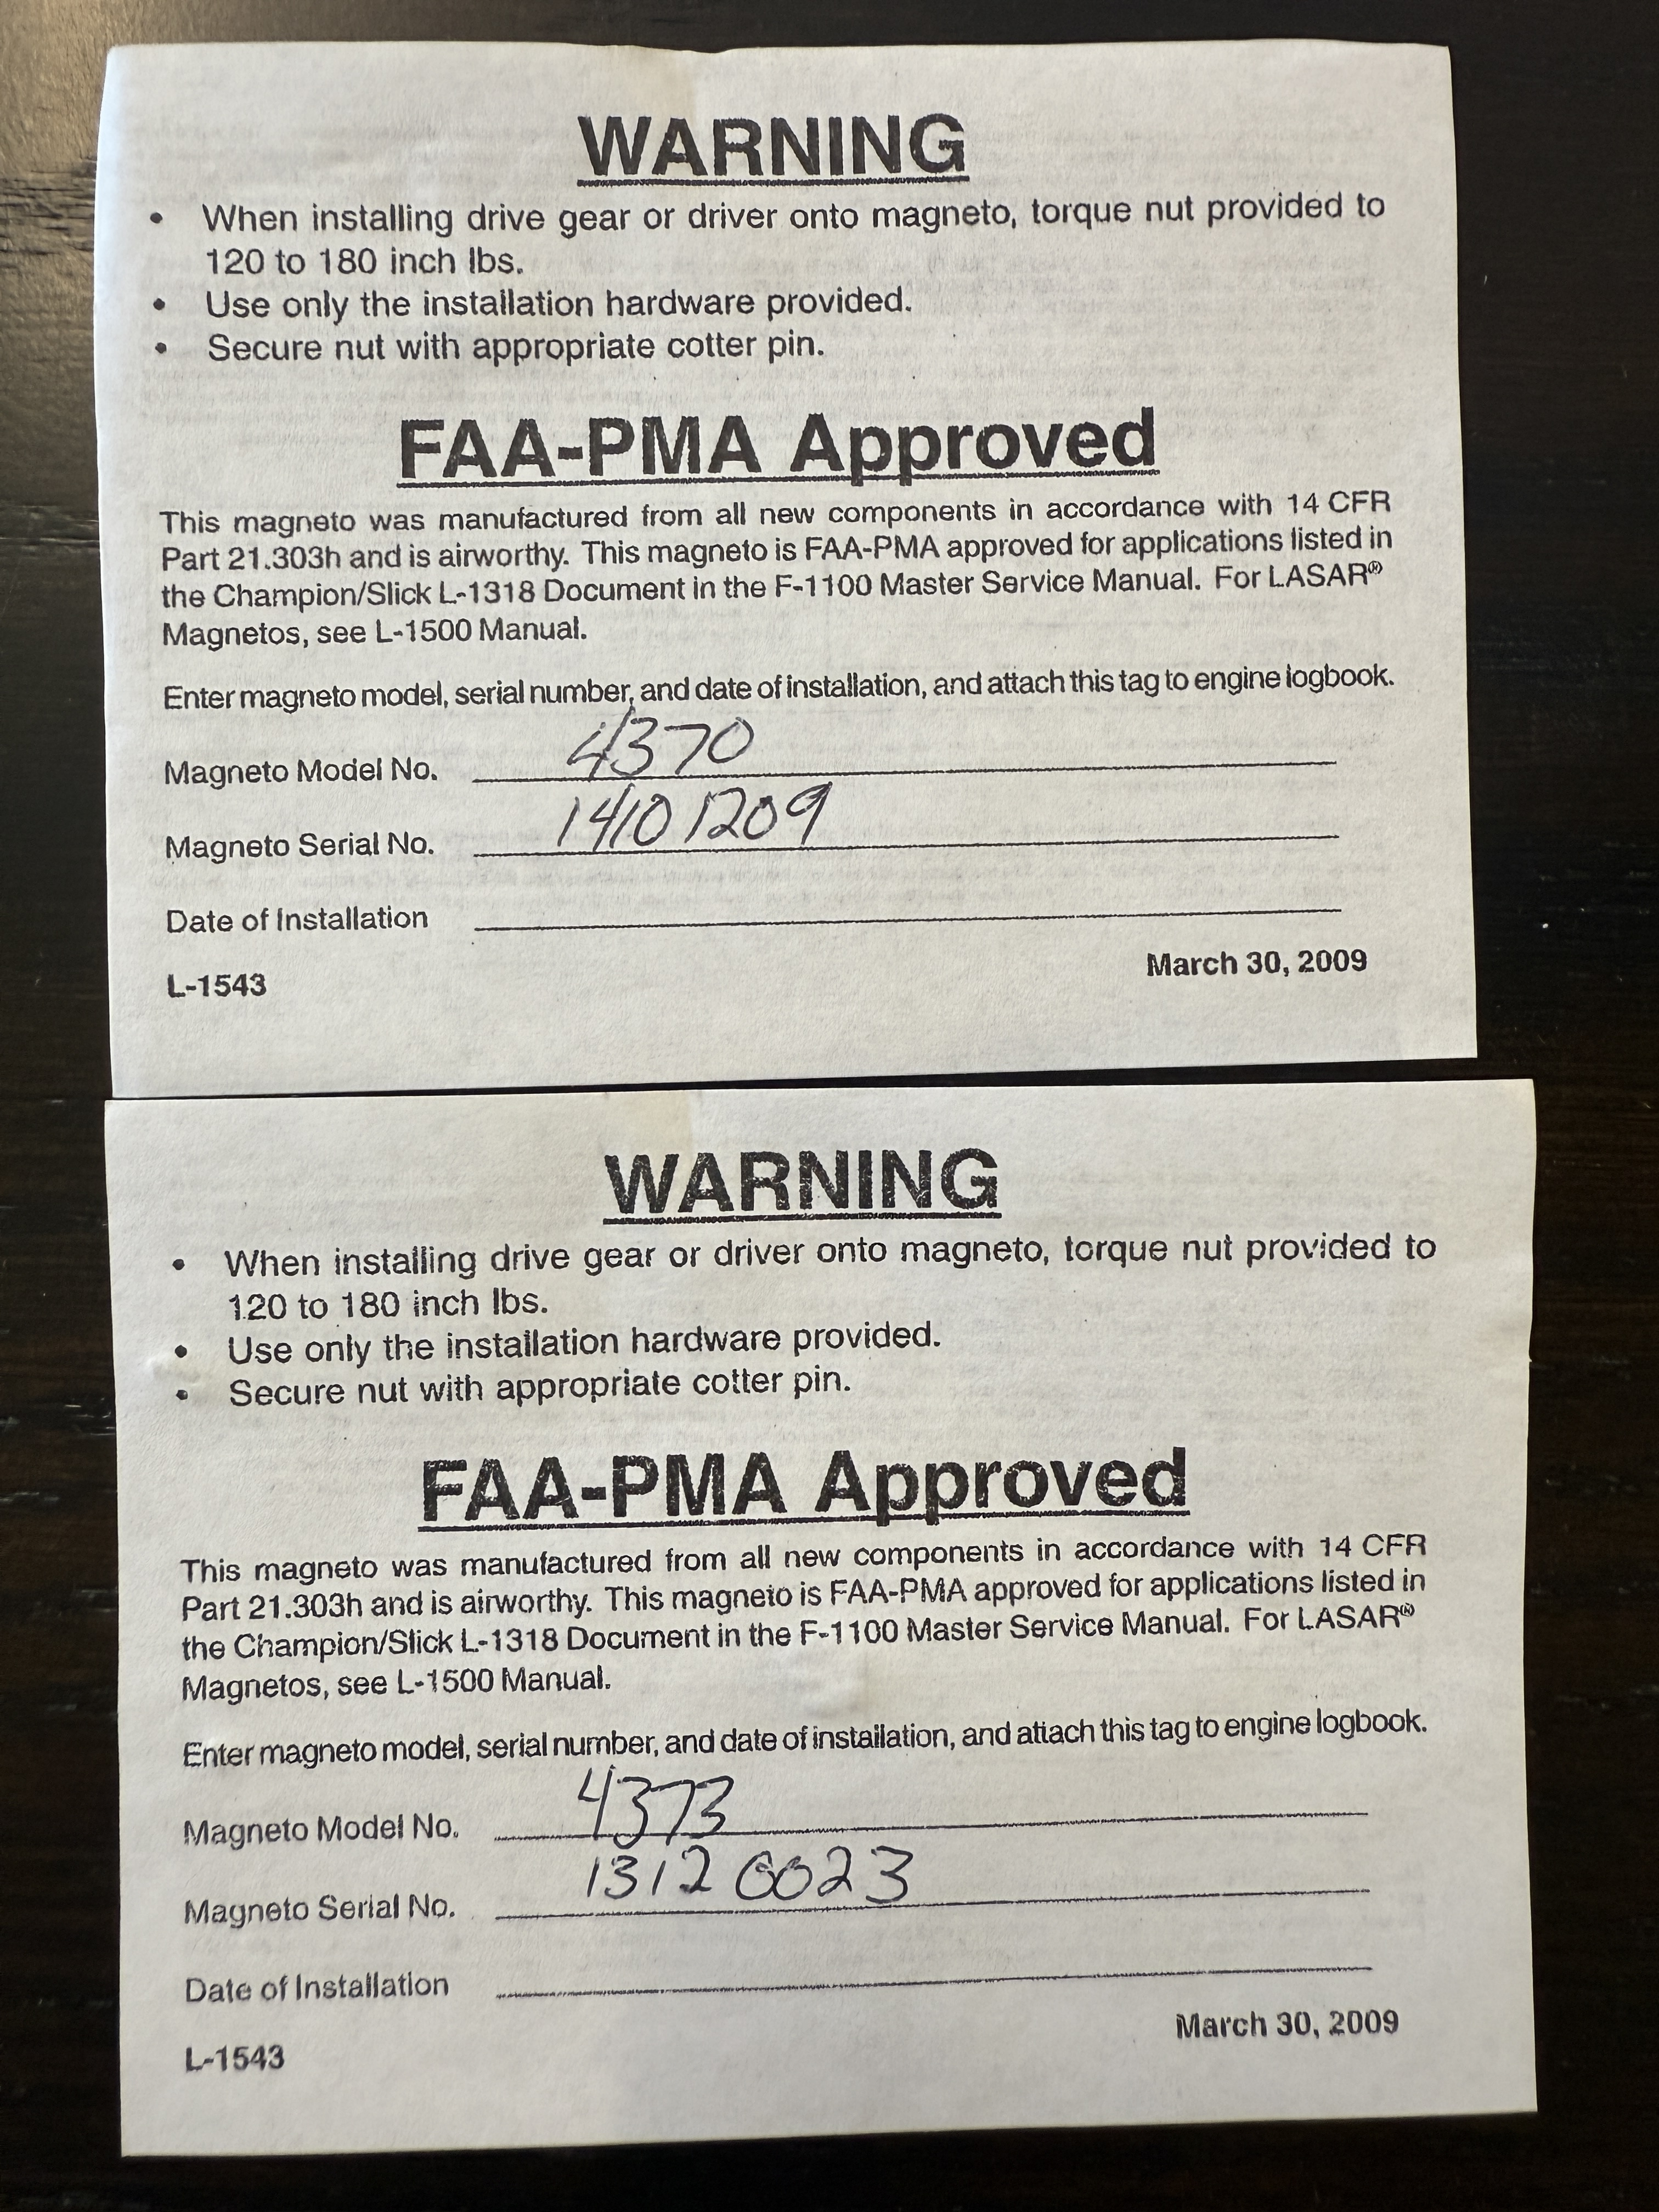 WARNING
• When installing drive gear or driver onto magneto, torque nut provided to
120 to 180 inch lbs.
• Use only the installation hardware provided.
• Secure nut with appropriate cotter pin.
FAA-PMA Approved
This magneto was manufactured from all new components in accordance with 14 CFR
Part 21.303h and is airworthy. This magneto is FAA-PMA approved for applications listed in
the Champion/Slick L-1318 Document in the F-1100 Master Service Manual. For LASAR®
Magnetos, see L-1500 Manual.
Enter magneto model, serial number, and date of installation, and attach this tag to engine logbook.
Magneto Model No. 4370
Magneto Serial No. 14101209
Date of Installation
L-1543 March 30, 2009
WARNING
• When installing drive gear or driver onto magneto, torque nut provided to
120 to 180 inch lbs.
• Use only the installation hardware provided.
• Secure nut with appropriate cotter pin.
FAA-PMA Approved
This magneto was manufactured from all new components in accordance with 14 CFR
Part 21.303h and is airworthy. This magneto is FAA-PMA approved for applications listed in
the Champion/Slick L-1318 Document in the F-1100 Master Service Manual. For LASAR®
Magnetos, see L-1500 Manual.
Enter magneto model, serial number, and date of installation, and attach this tag to engine logbook.
Magneto Model No. 4373
Magneto Serial No. 13120023
Date of Installation
March 30, 2009
L-1543